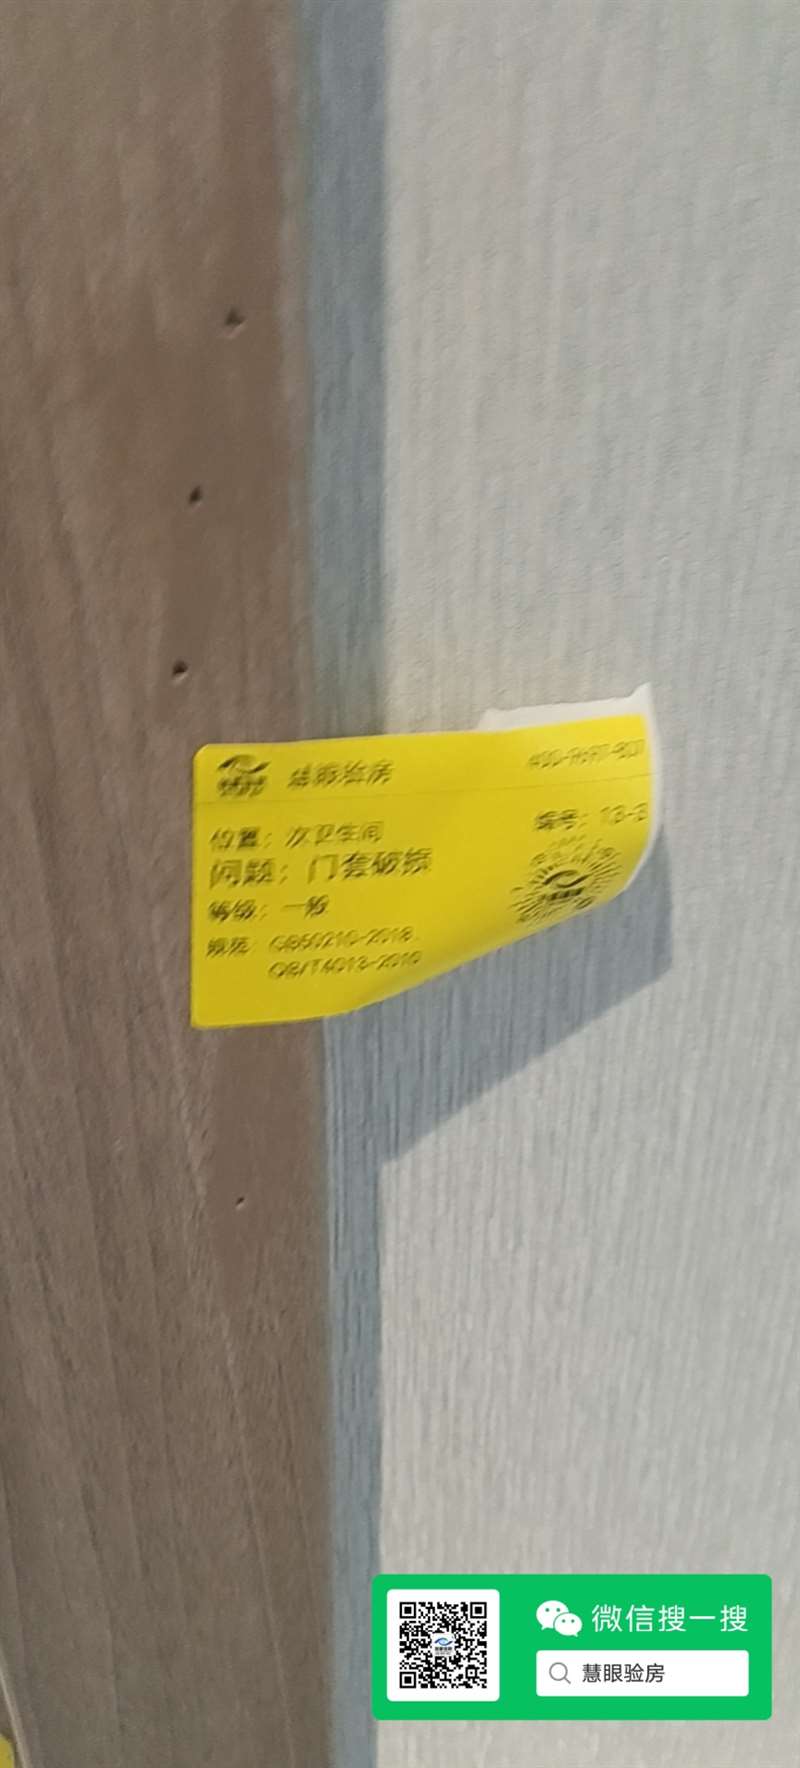 慧眼验房
位置：次卫生间
编号：13-3
问题：门套破损
等级：一般
规范：GB50210-2018、
QB/T4013-2010
微信搜一搜
慧眼验房